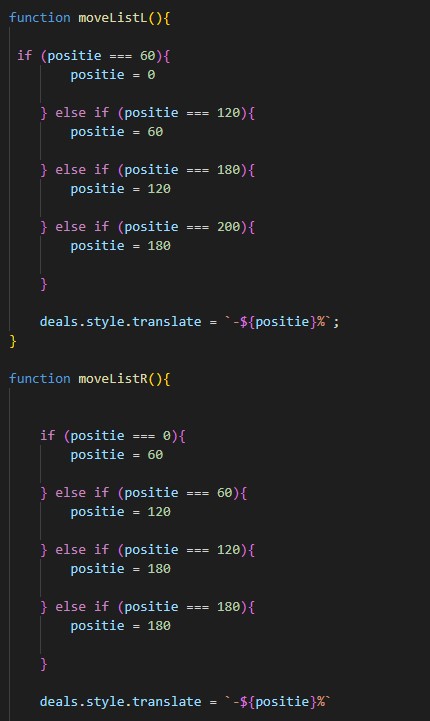 function moveListL(){
if (positie === 60){
positie = 0
} else if (positie === 120){
positie = 60
} else if (positie === 180){
positie = 120
} else if (positie === 200){
positie = 180
}
deals.style.translate = `-${positie}%`;
}
function moveListR(){
if (positie === 0){
positie = 60
} else if (positie === 60){
positie = 120
} else if (positie === 120){
positie = 180
} else if (positie === 180){
positie = 180
}
deals.style.translate = `-${positie}%`